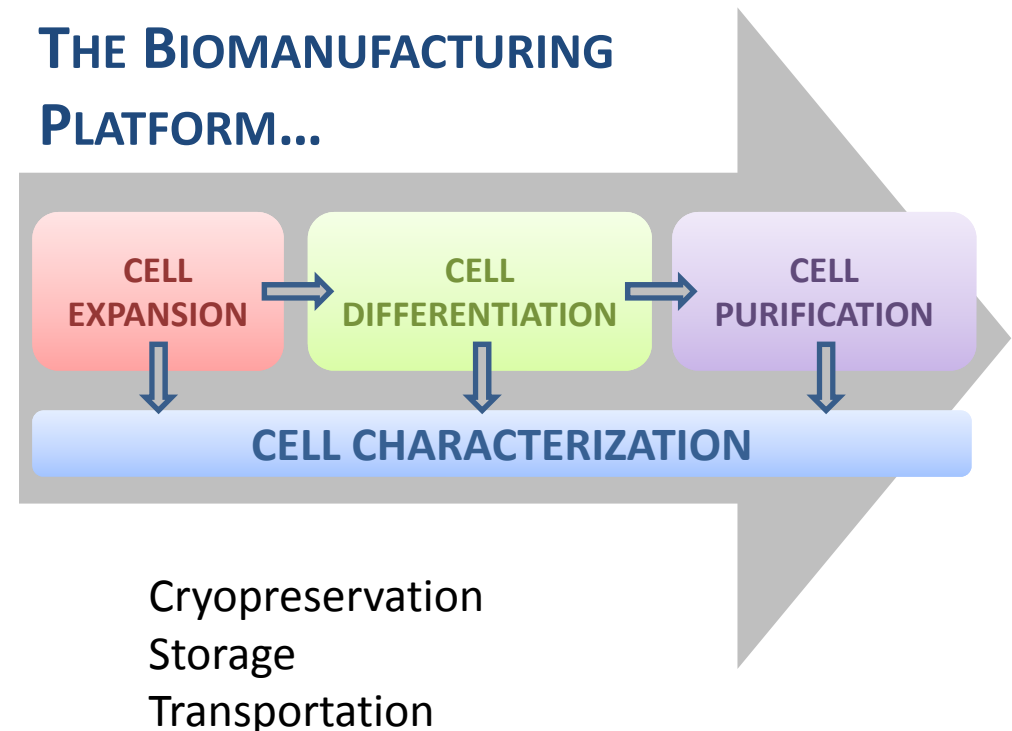 THE BIOMANUFACTURING
PLATFORM…
CELL
EXPANSION
CELL
DIFFERENTIATION
CELL
PURIFICATION
CELL CHARACTERIZATION
Cryopreservation
Storage
Transportation